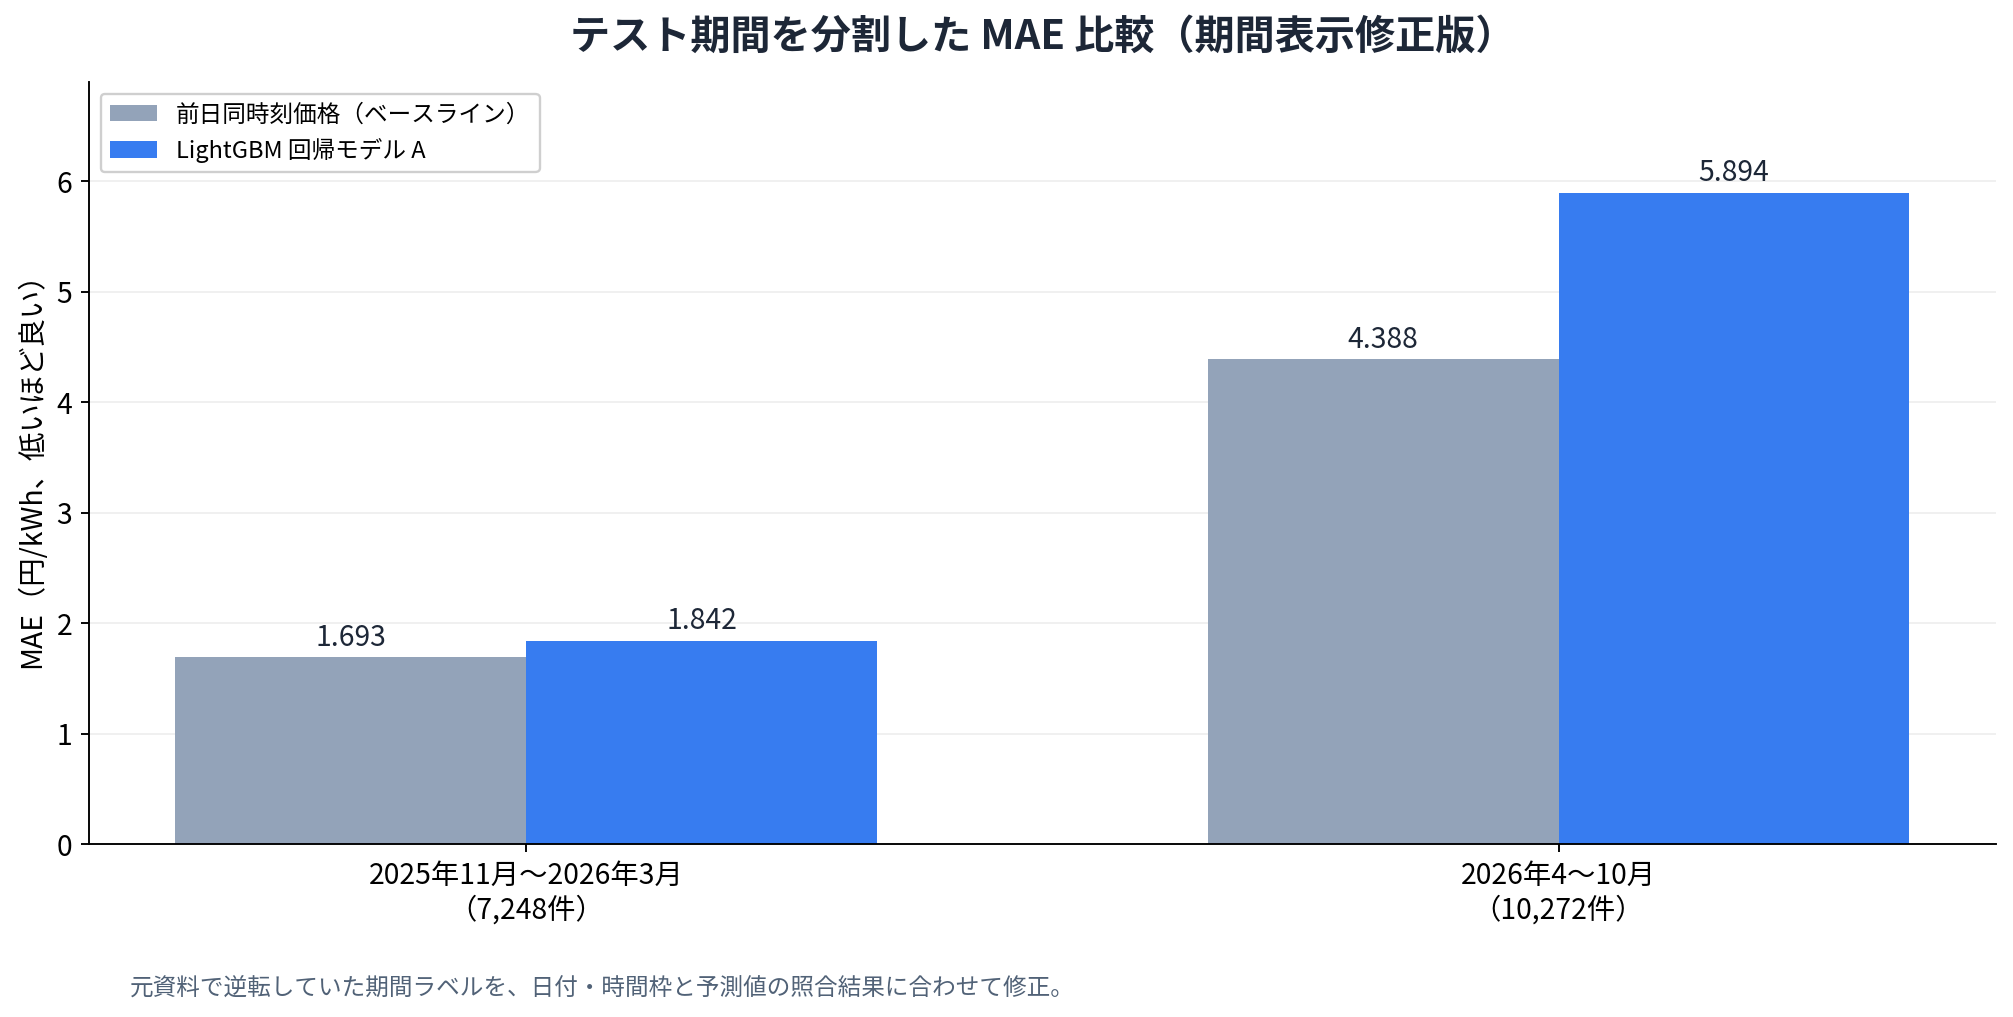 テスト期間を分割した MAE 比較（期間表示修正版）
前日同時刻価格（ベースライン）
LightGBM 回帰モデル A
MAE（円/kWh、低いほど良い）
6
5
4
3
2
1
0
1.693
1.842
4.388
5.894
2025年11月～2026年3月
（7,248件）
2026年4～10月
（10,272件）
元資料で逆転していた期間ラベルを、日付・時間枠と予測値の照合結果に合わせて修正。